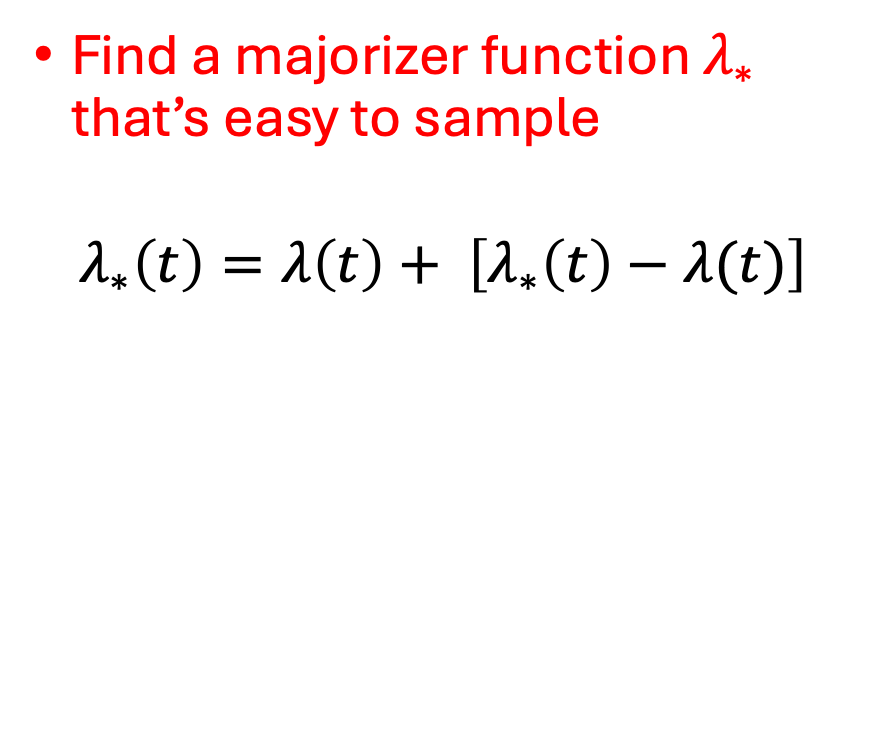 • Find a majorizer function λ∗
that’s easy to sample
λ∗(t) = λ(t) + [λ∗(t) − λ(t)]